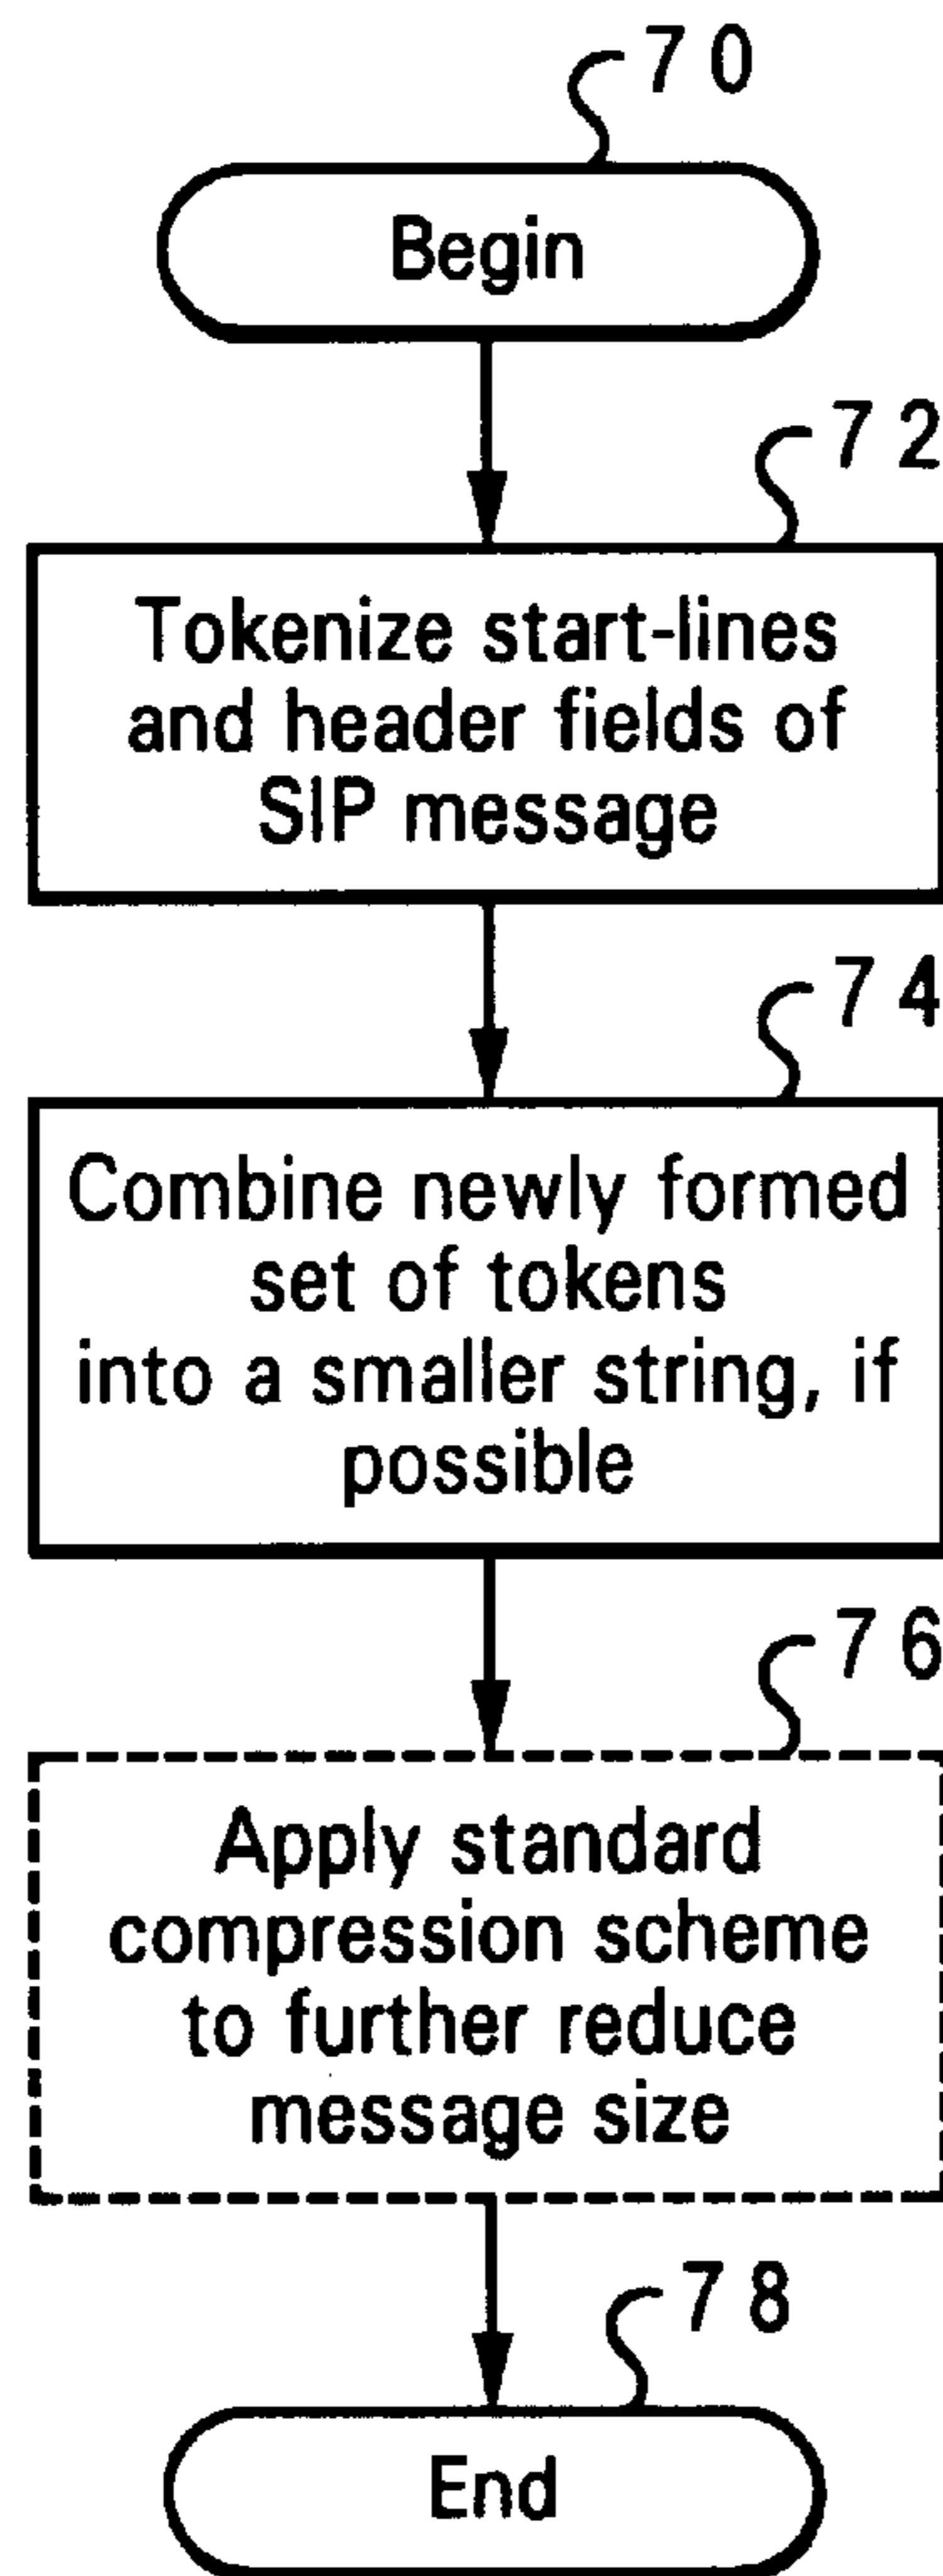 70
Begin
72
Tokenize start-lines
and header fields of
SIP message
74
Combine newly formed
set of tokens
into a smaller string, if
possible
76
Apply standard
compression scheme
to further reduce
message size
78
End